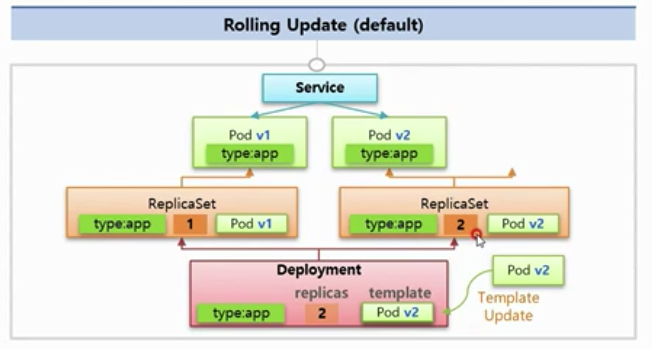 Rolling Update (default)
Service
Pod v1
type:app
Pod v2
type:app
ReplicaSet
type:app 1 Pod v1
ReplicaSet
type:app 2 Pod v2
Deployment
replicas template
type:app 2 Pod v2
Pod v2
Template
Update